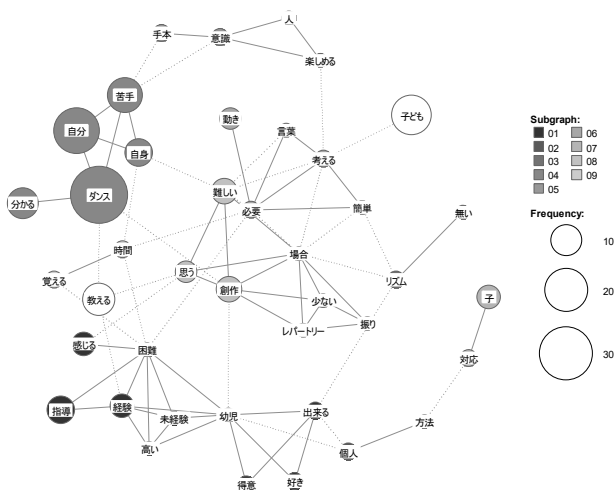 人
手本
意識
楽しめる
苦手
子ども
動き
自分
言葉
自身
考える
難しい
ダンス
分かる
必要
簡単
無い
時間
場合
思う
覚える
リズム
創作
教える
少ない
子
振り
レパートリー
感じる
困難
対応
指導
経験
未経験
幼児
出来る
方法
高い
個人
得意
好き
Subgraph:
01 06
02 07
03 08
04 09
05
Frequency:
10
20
30